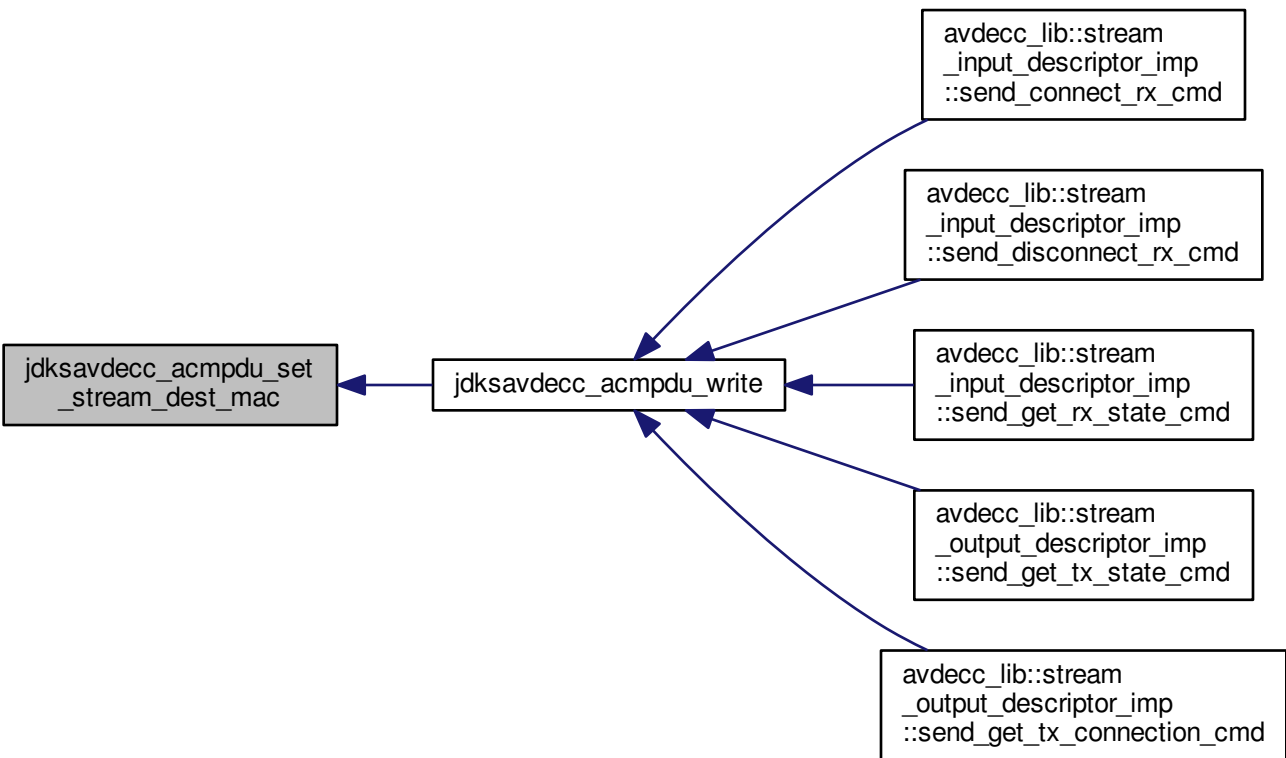 avdecc_lib::stream
_input_descriptor_imp
::send_connect_rx_cmd
avdecc_lib::stream
_input_descriptor_imp
::send_disconnect_rx_cmd
jdksavdecc_acmpdu_set
_stream_dest_mac
jdksavdecc_acmpdu_write
avdecc_lib::stream
_input_descriptor_imp
::send_get_rx_state_cmd
avdecc_lib::stream
_output_descriptor_imp
::send_get_tx_state_cmd
avdecc_lib::stream
_output_descriptor_imp
::send_get_tx_connection_cmd